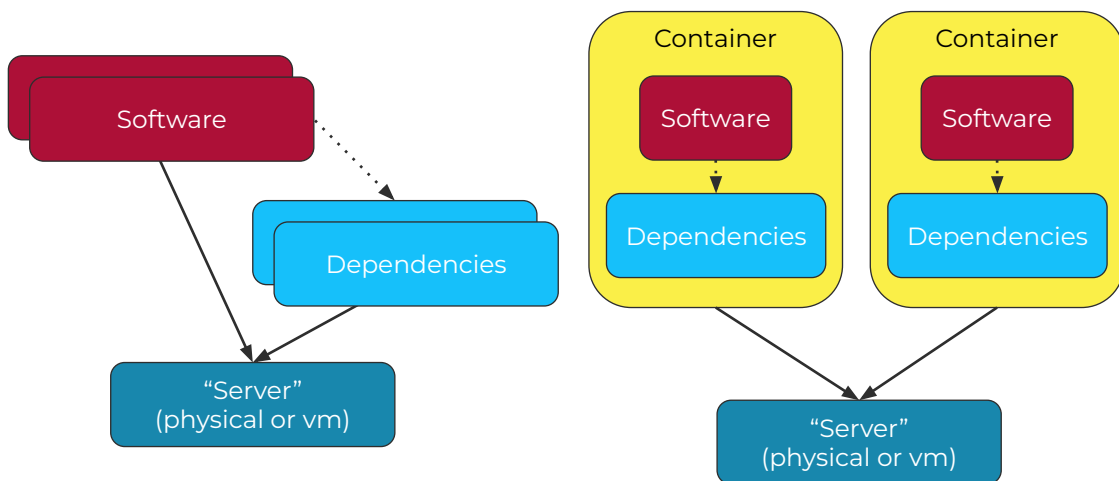 Software
Dependencies
“Server”
(physical or vm)
Container
Software
Dependencies
Container
Software
Dependencies
“Server”
(physical or vm)